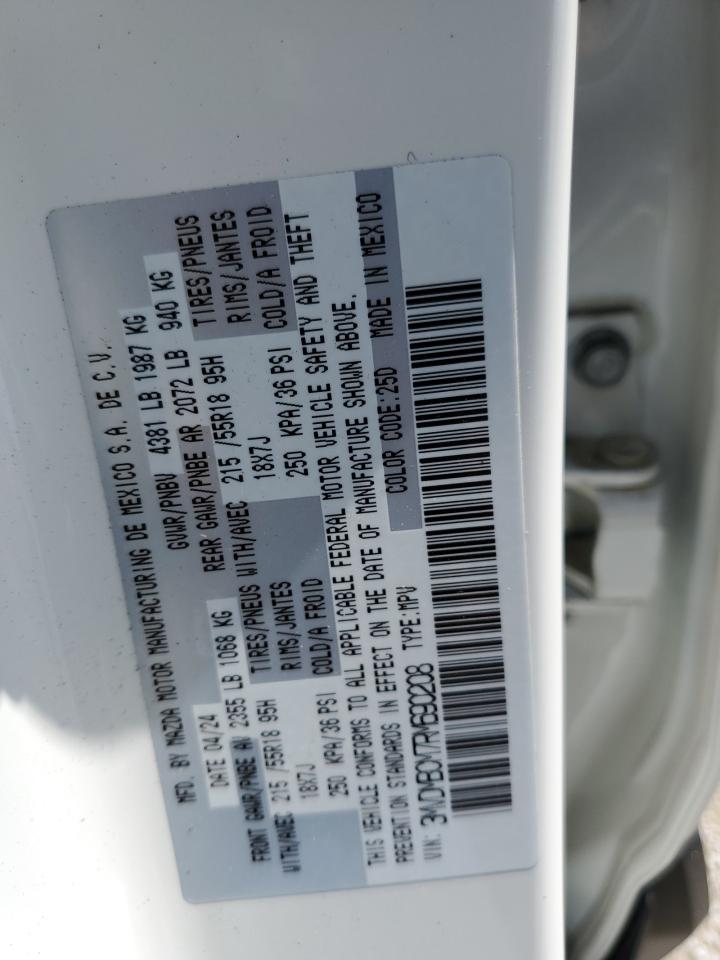 MFD. BY MAZDA MOTOR MANUFACTURING DE MEXICO S.A. DE C.V.
DATE 04/24 GVWR/PNBV 4381 LB 1987 KG
FRONT GAWR/PNBE AV 2355 LB 1068 KG REAR GAWR/PNBE AR 2072 LB 940 KG
WITH/AVEC 215 /55R18 95H TIRES/PNEUS WITH/AVEC 215 /55R18 95H TIRES/PNEUS
18X7J RIMS/JANTES 18X7J RIMS/JANTES
250 KPA/36 PSI COLD/A FROID 250 KPA/36 PSI COLD/A FROID
THIS VEHICLE CONFORMS TO ALL APPLICABLE FEDERAL MOTOR VEHICLE SAFETY AND THEFT
PREVENTION STANDARDS IN EFFECT ON THE DATE OF MANUFACTURE SHOWN ABOVE.
VIN: 3MVDMBCM7RM690208 TYPE:MPV COLOR CODE:25D MADE IN MEXICO